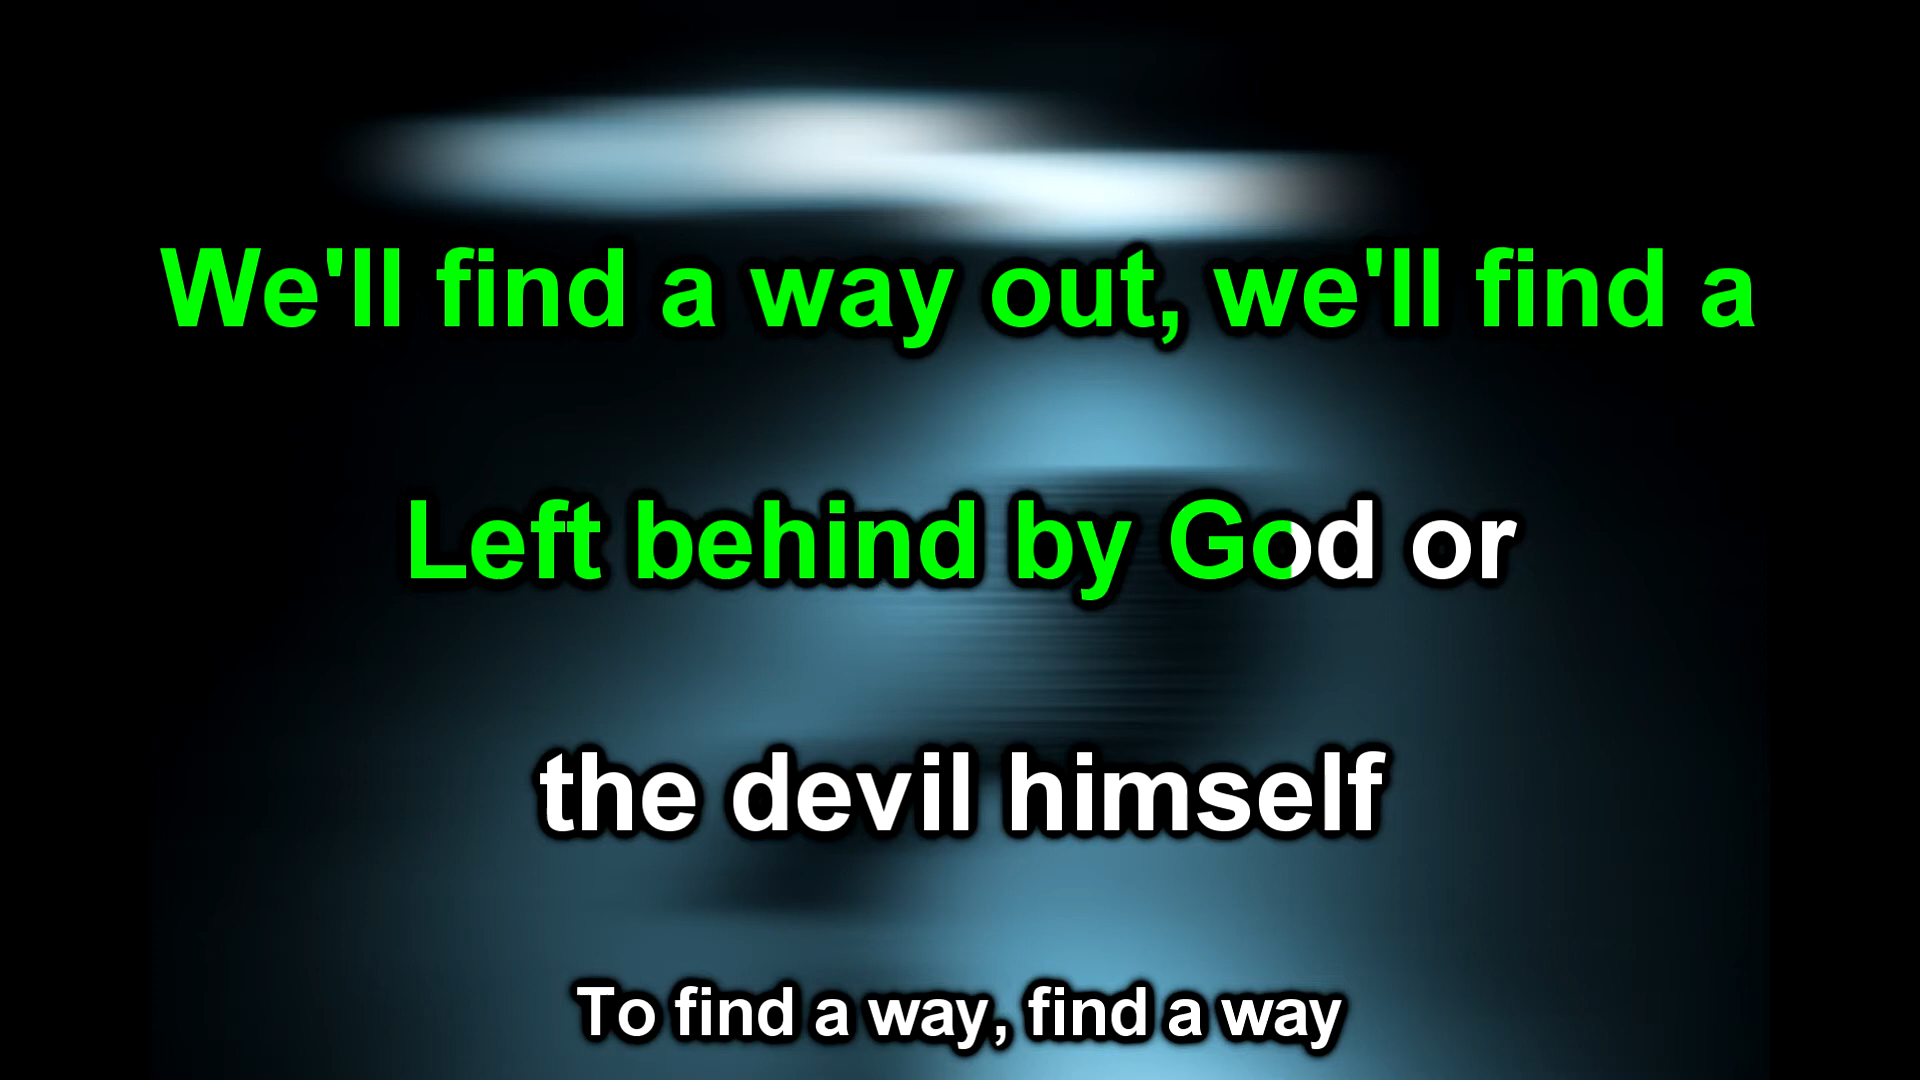 We'll find a way out, we'll find a
Left behind by God or
the devil himself
To find a way, find a way